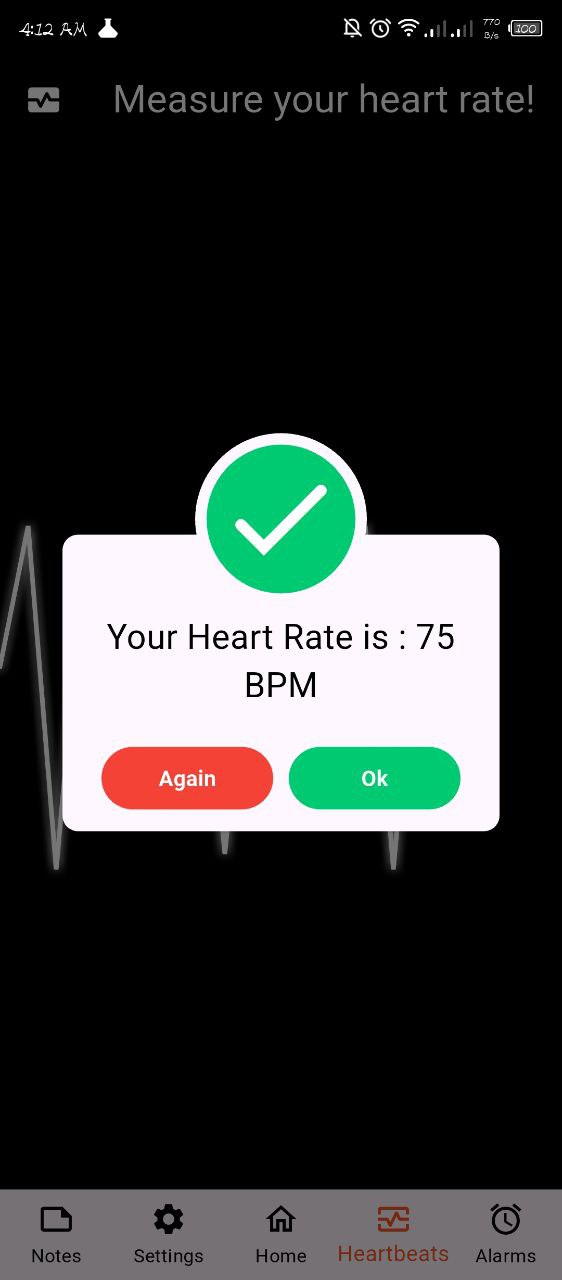 4:12 AM 770 B/s 100
Measure your heart rate!
Your Heart Rate is : 75
BPM
Again Ok
Notes Settings Home Heartbeats Alarms